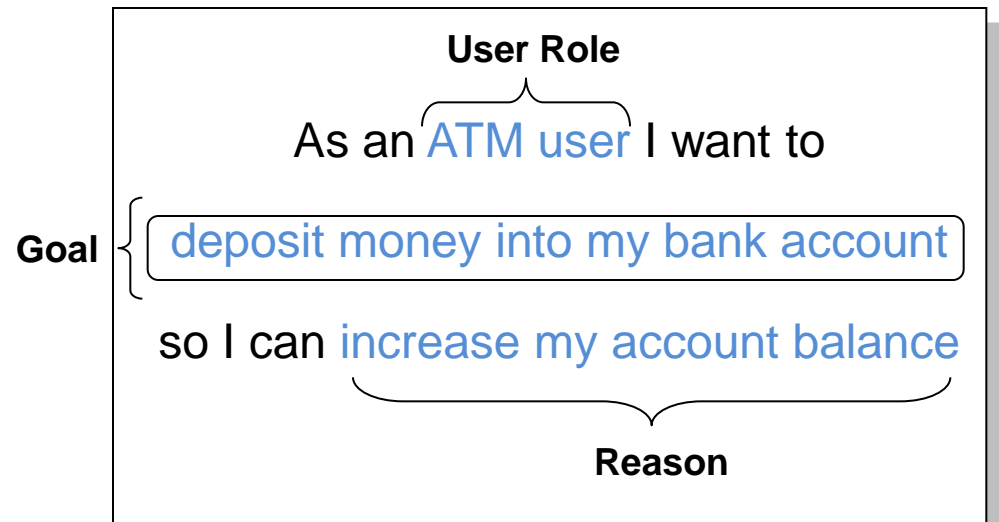 User Role
As an ATM user I want to
Goal
deposit money into my bank account
so I can increase my account balance
Reason